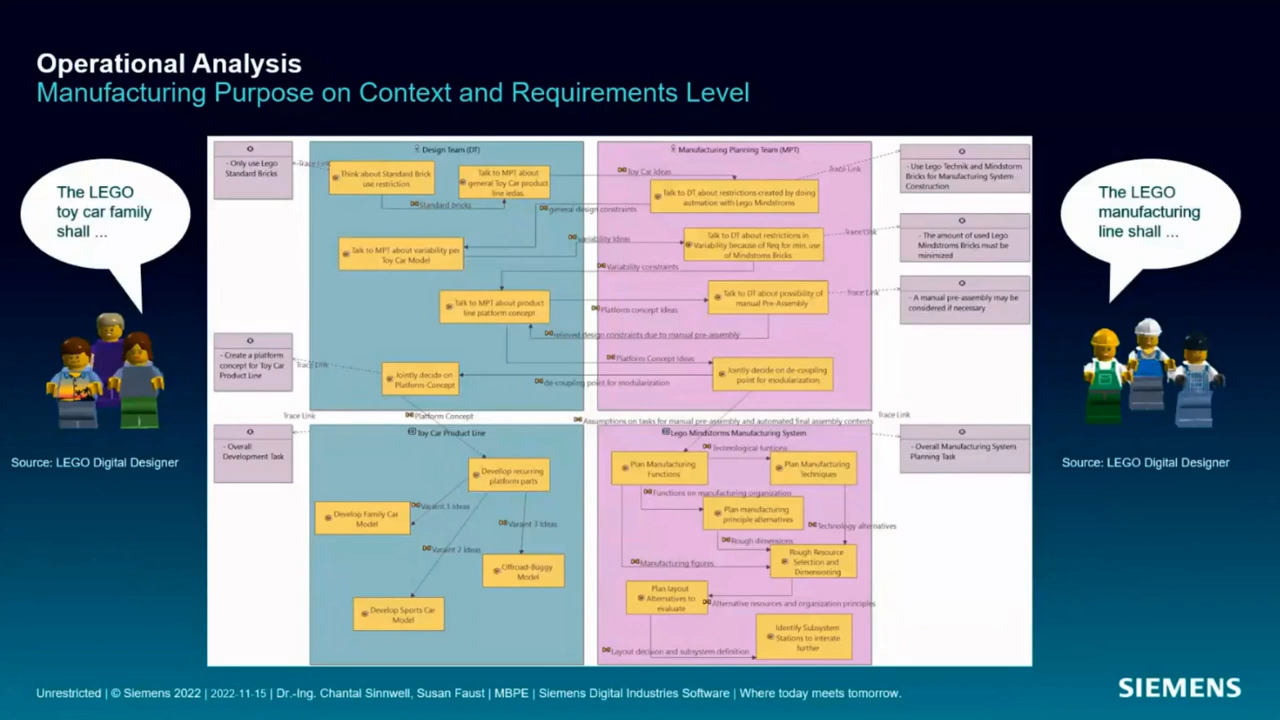 Operational Analysis
Manufacturing Purpose on Context and Requirements Level
The LEGO
toy car family
shall ...
Source: LEGO Digital Designer
The LEGO
manufacturing
line shall ...
Source: LEGO Digital Designer
- Only use Lego
Standard Bricks
Trace Link
- Create a platform
concept for Toy Car
Product Line
Trace Link
Trace Link
- Overall
Development Task
Design Team (DT)
Think about Standard Brick
use restriction
Talk to MPT about
general Toy Car product
line iedas.
Standard bricks
Talk to MPT about variability per
Toy Car Model
Talk to MPT about product
line platform concept
Jointly decide on
Platform-Concept
Toy Car Ideas
general design constraints
variability Ideas
Variability constraints
Platform concept ideas
relieved design constraints due to manual pre-assembly
Platform Concept Ideas
de-coupling point for modularization
Manufacturing Planning Team (MPT)
Talk to DT about restrictions created by doing
autmation with Lego Mindstroms
Talk to DT about restrictions in
Variability because of Req for min. use
of Mindstoms Bricks
Talk to DT about possibility of
manual Pre-Assembly
Jointly decide on de-coupling
point for modularization.
Trace Link
- Use Lego Technik and Mindstorm
Bricks for Manufacturing System
Construction
Trace Link
- The amount of used Lego
Mindstroms Bricks must be
minimized
Trace Link
- A manual pre-assembly may be
considered if necessary
Platform Concept
Assumptions on tasks for manual pre-assembly and automated final assembly contents
Trace Link
- Overall Manufacturing System
Planning Task
Toy Car Product Line
Devellop recurring
platform parts
Develop Family Car
Model
Varaint 1 Ideas
Varaint 3 Ideas
Varaint 2 Ideas
Offroad-Buggy
Model
Develop Sports Car
Model
Lego Mindstorms Manufacturing System
Technological funtions
Plan Manufacturing
Functions
Plan Manufacturing
Techniques
Functions on manufacturing organization
Plan manufacturing
principle alternatives
Technology alternatives
Rough dimensions
Rough Resource
Selection and
Dimensioning
Manufacturing figures
Plan layout
Alternatives to
evaluate
Alternative resources and organization principles
Identify Subsystem
Stations to interate
further
Layout decision and subsystem definition
Unrestricted | © Siemens 2022 | 2022-11-15 | Dr.-Ing. Chantal Sinnwell, Susan Faust | MBPE | Siemens Digital Industries Software | Where today meets tomorrow.
SIEMENS